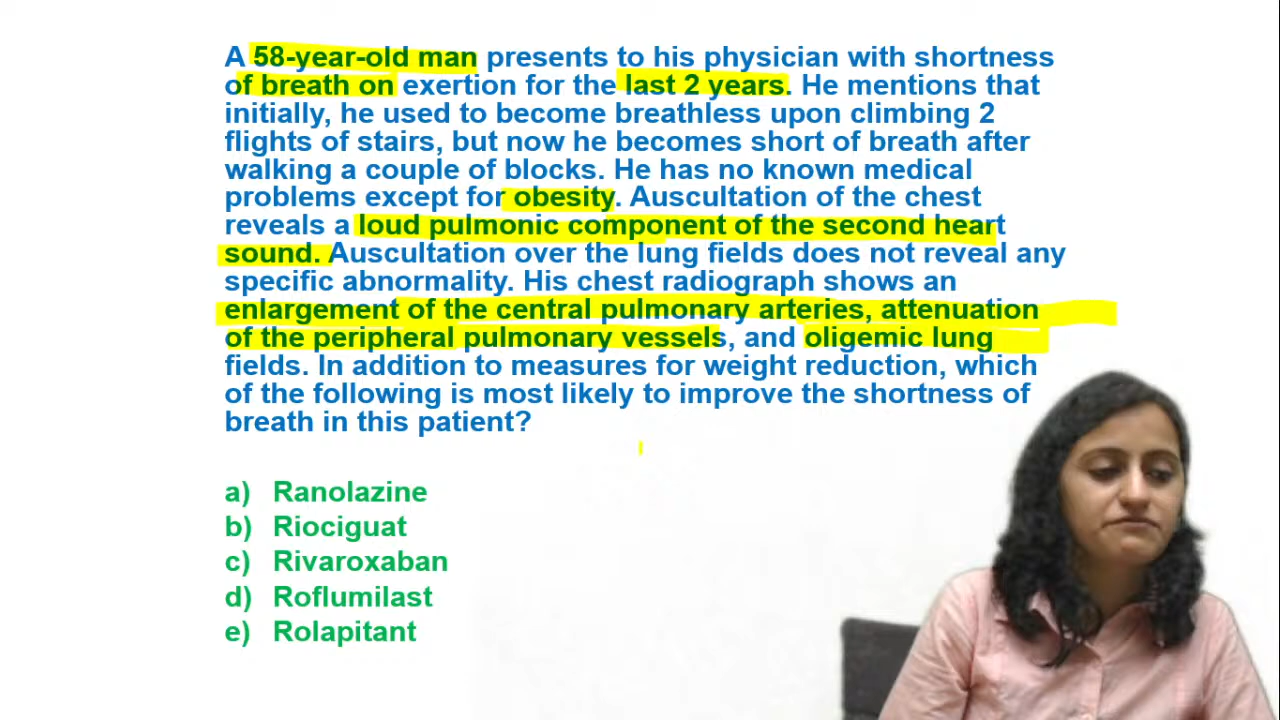 A 58-year-old man presents to his physician with shortness
of breath on exertion for the last 2 years. He mentions that
initially, he used to become breathless upon climbing 2
flights of stairs, but now he becomes short of breath after
walking a couple of blocks. He has no known medical
problems except for obesity. Auscultation of the chest
reveals a loud pulmonic component of the second heart
sound. Auscultation over the lung fields does not reveal any
specific abnormality. His chest radiograph shows an
enlargement of the central pulmonary arteries, attenuation
of the peripheral pulmonary vessels, and oligemic lung
fields. In addition to measures for weight reduction, which
of the following is most likely to improve the shortness of
breath in this patient?
a) Ranolazine
b) Riociguat
c) Rivaroxaban
d) Roflumilast
e) Rolapitant